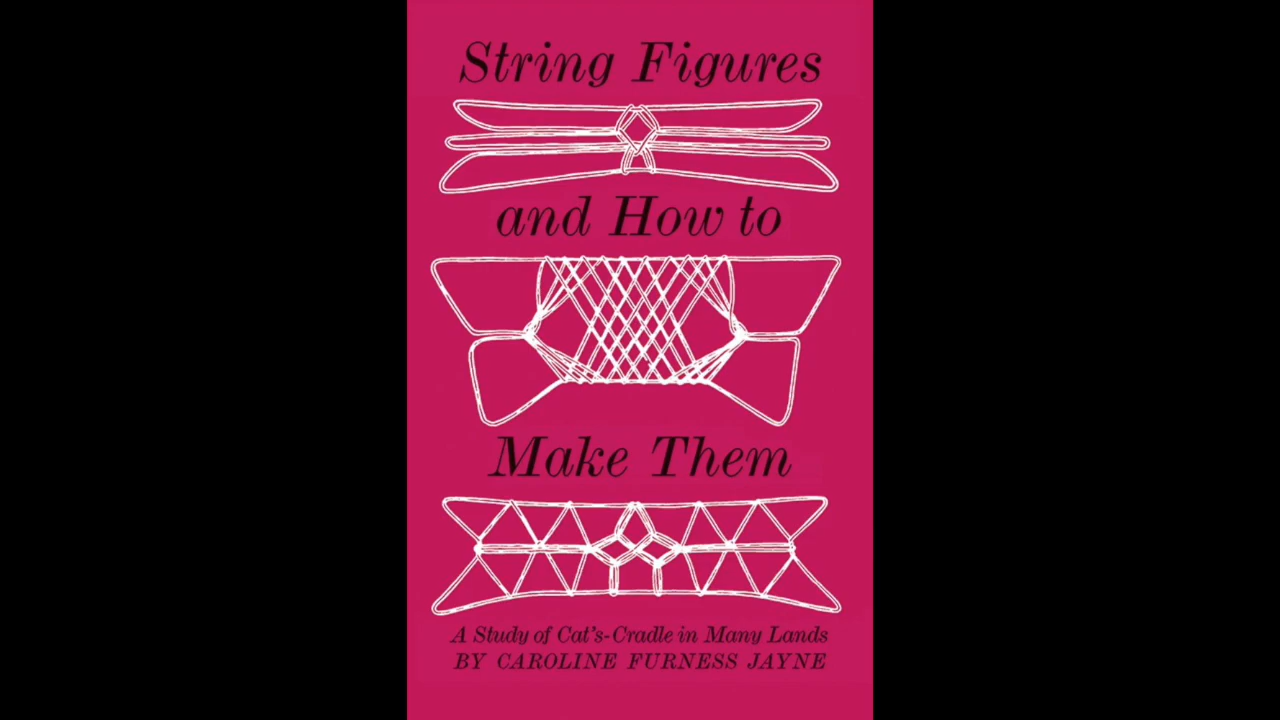 String Figures
and How to
Make Them
A Study of Cat's-Cradle in Many Lands
BY CAROLINE FURNESS JAYNE